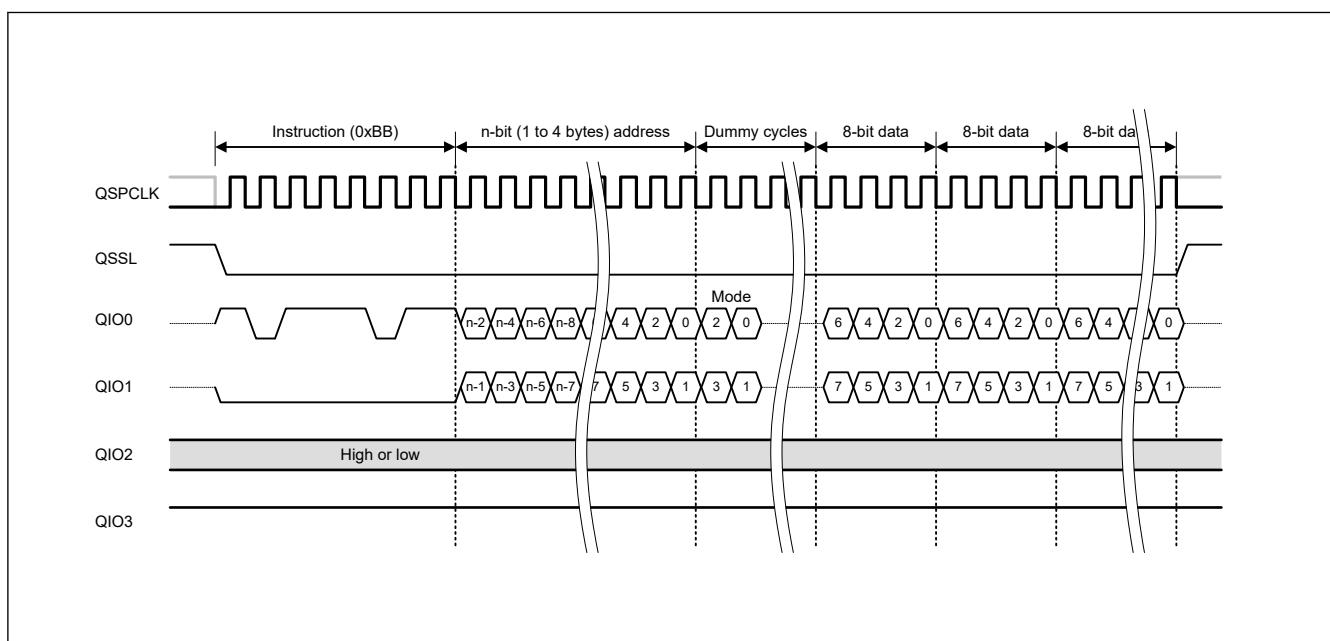 Instruction (0xBB) n-bit (1 to 4 bytes) address Dummy cycles 8-bit data 8-bit data 8-bit da
QSPCLK
QSSL
Mode
QIO0 n-2 n-4 n-6 n-8 4 2 0 2 0 6 4 2 0 6 4 2 0 6 4 0
QIO1 n-1 n-3 n-5 n-7 7 5 3 1 3 1 7 5 3 1 7 5 3 1 7 5 3 1
QIO2 High or low
QIO3